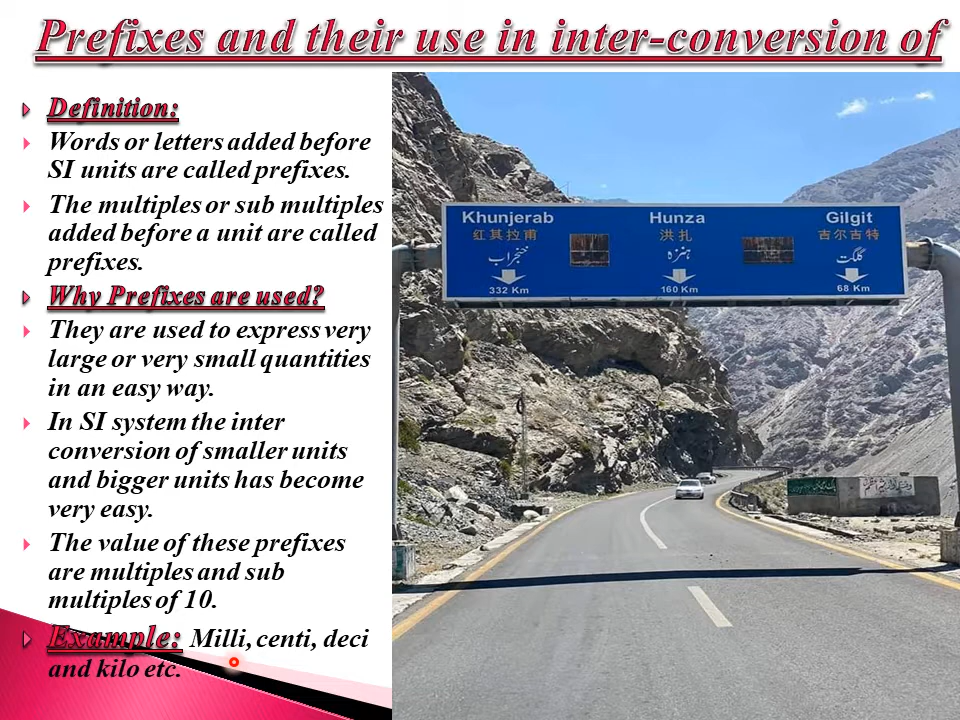 Prefixes and their use in inter-conversion of
Definition:
Words or letters added before
SI units are called prefixes.
The multiples or sub multiples
added before a unit are called
prefixes.
Why Prefixes are used?
They are used to express very
large or very small quantities
in an easy way.
In SI system the inter
conversion of smaller units
and bigger units has become
very easy.
The value of these prefixes
are multiples and sub
multiples of 10.
Example: Milli, centi, deci
and kilo etc.
Khunjerab Hunza Gilgit
红其拉甫 洪扎 吉尔吉特
خنجراب ہنزہ گلگت
332 Km 160 Km 68 Km